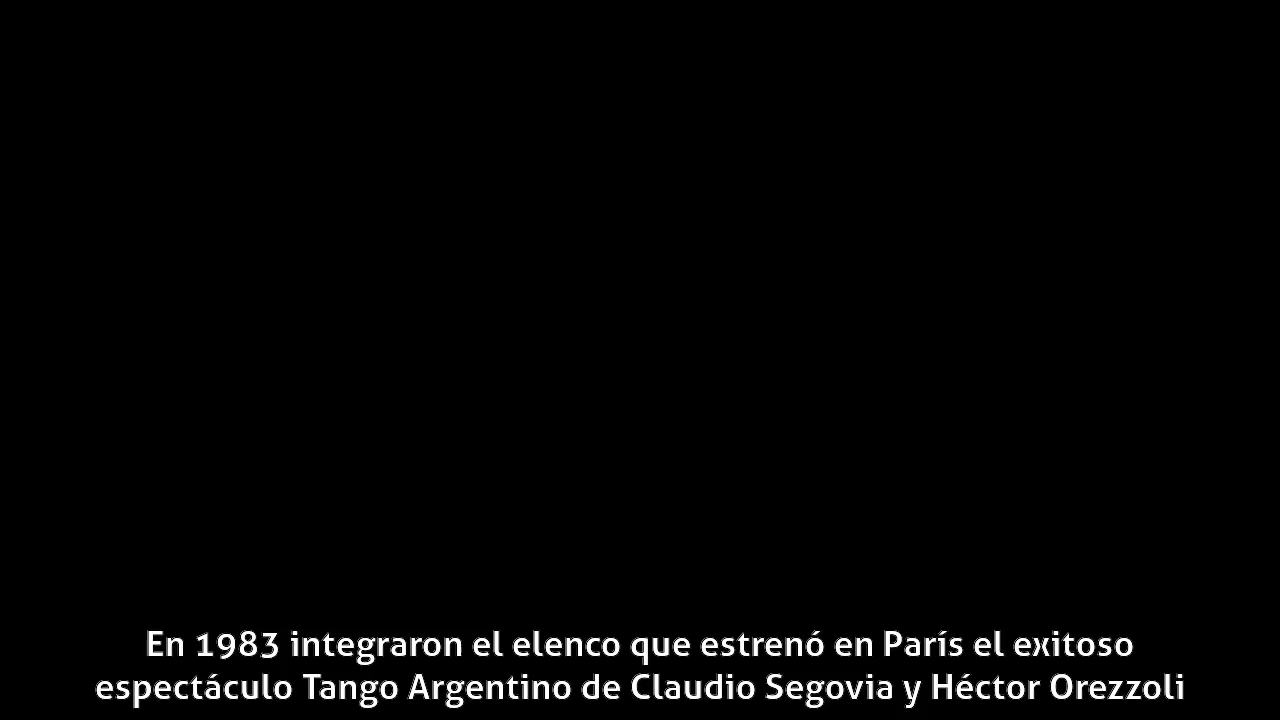 En 1983 integraron el elenco que estrenó en París el exitoso
espectáculo Tango Argentino de Claudio Segovia y Héctor Orezzoli